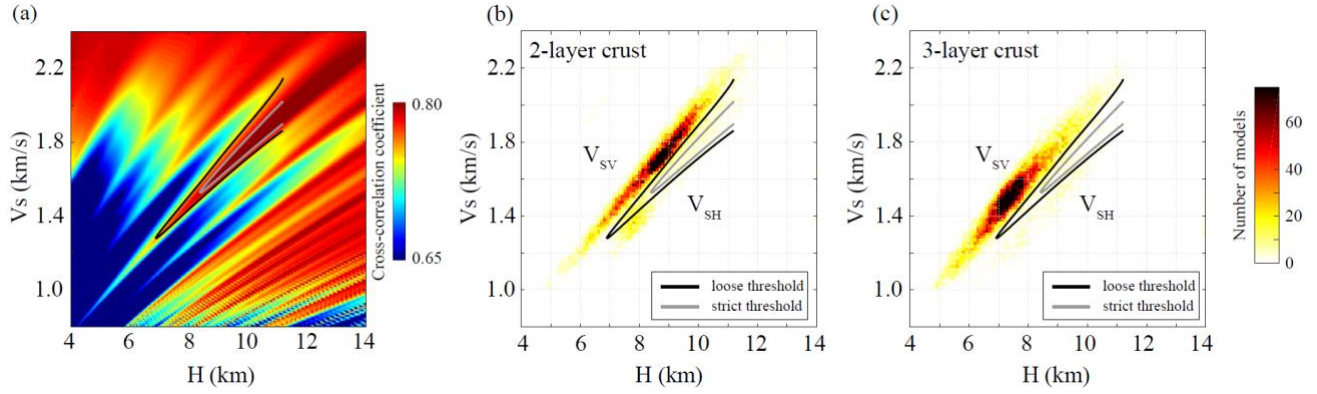 (a)
2.2
1.8
1.4
1.0
Vs (km/s)
4 6 8 10 12 14
H (km)
0.80
0.65
Cross-correlation coefficient
(b)
2-layer crust
2.2
1.8
1.4
1.0
Vs (km/s)
V_SV
V_SH
loose threshold
strict threshold
4 6 8 10 12 14
H (km)
(c)
3-layer crust
2.2
1.8
1.4
1.0
Vs (km/s)
V_SV
V_SH
loose threshold
strict threshold
4 6 8 10 12 14
H (km)
60
40
20
0
Number of models